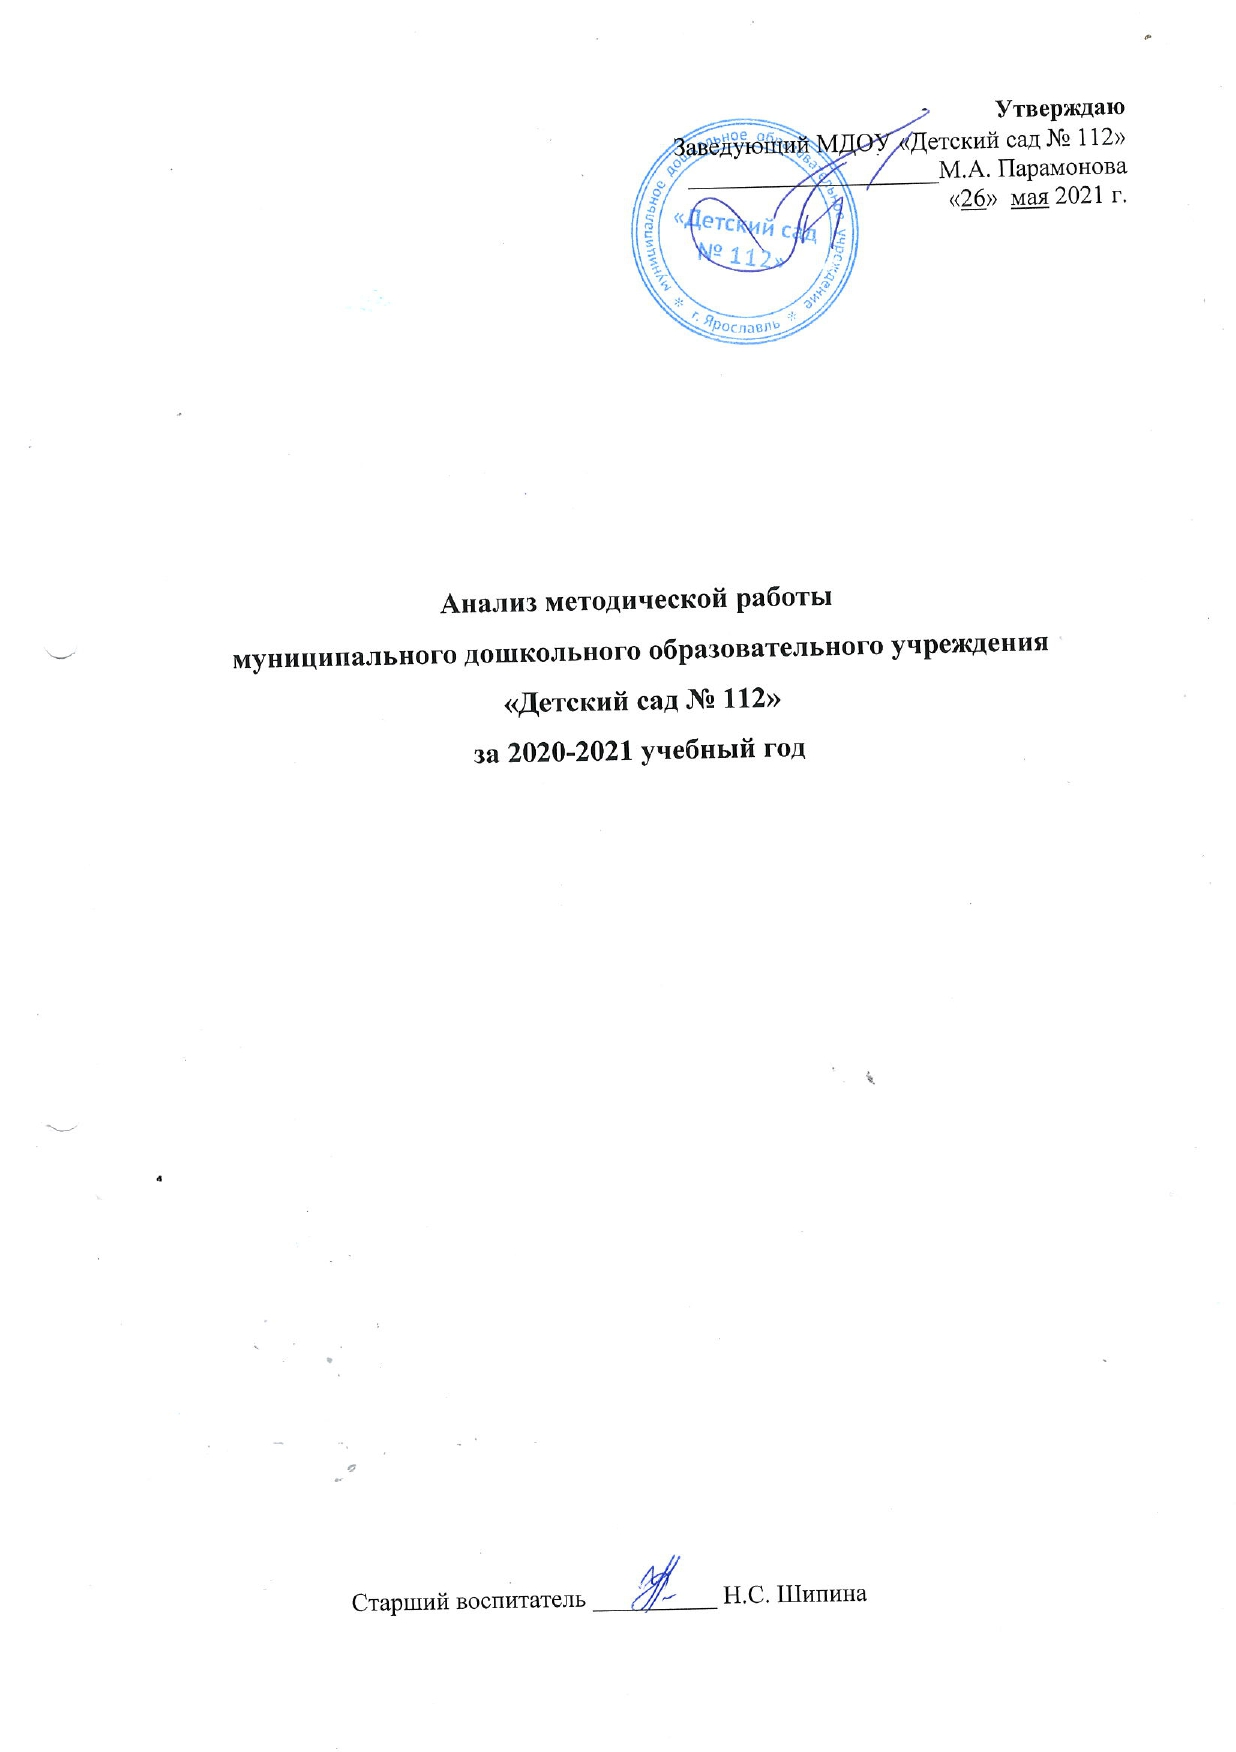 Утверждаю
Заведующий МДОУ «Детский сад № 112»
____________________М.А. Парамонова
«26» мая 2021 г.
муниципальное дошкольное образовательное учреждение
* г. Ярославль *
«Детский сад
№ 112»
Анализ методической работы
муниципального дошкольного образовательного учреждения
«Детский сад № 112»
за 2020-2021 учебный год
Старший воспитатель __________ Н.С. Шипина